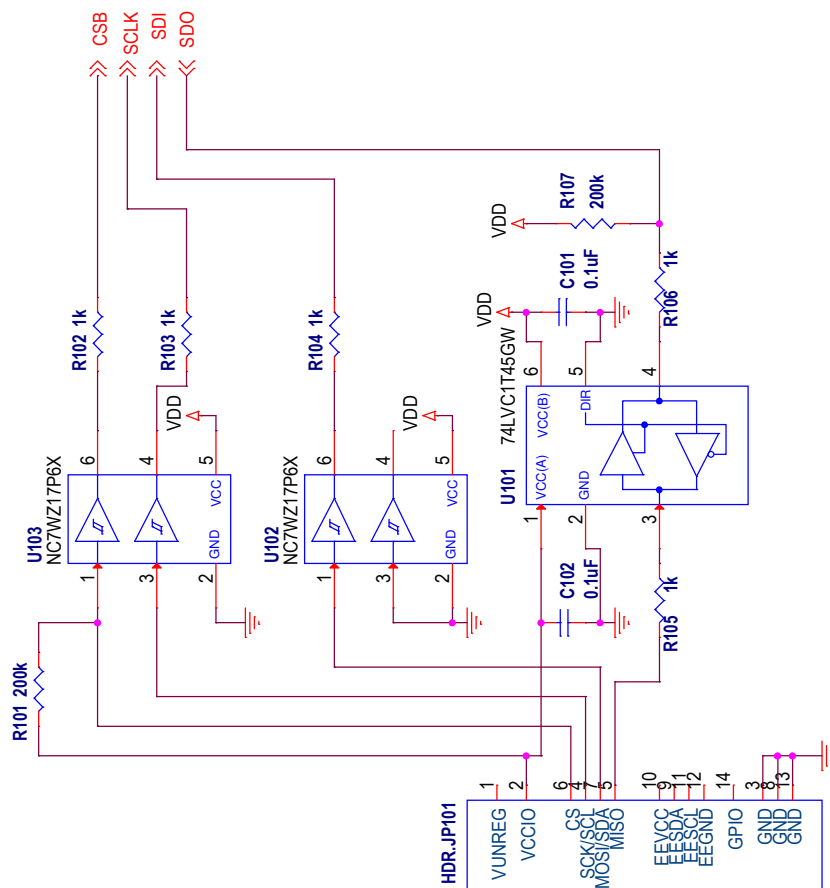 CSB
SCLK
SDI
SDO
R102 1k
R103 1k
VDD
6
4
5
VCC
GND
U103
NC7WZ17P6X
1
3
2
R101 200k
R104 1k
VDD
6
4
5
VCC
GND
U102
NC7WZ17P6X
1
3
2
R107
200k
VDD
C101
0.1uF
VDD
R106
1k
74LVC1T45GW
6
5
4
VCC(B)
DIR
U101
VCC(A)
GND
1
2
3
C102
0.1uF
R105
1k
HDR.JP101
1
VUNREG
2
VCCIO
6
CS
4
SCK/SCL
7
MOSI/SDA
5
MISO
10
EEVCC
9
EESDA
11
EESCL
12
EEGND
14
GPIO
3
GND
8
GND
13
GND